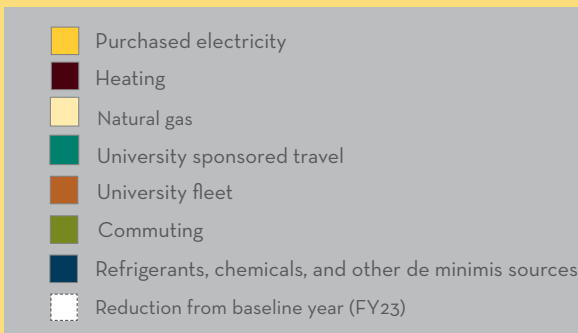 Purchased electricity
Heating
Natural gas
University sponsored travel
University fleet
Commuting
Refrigerants, chemicals, and other de minimis sources
Reduction from baseline year (FY23)